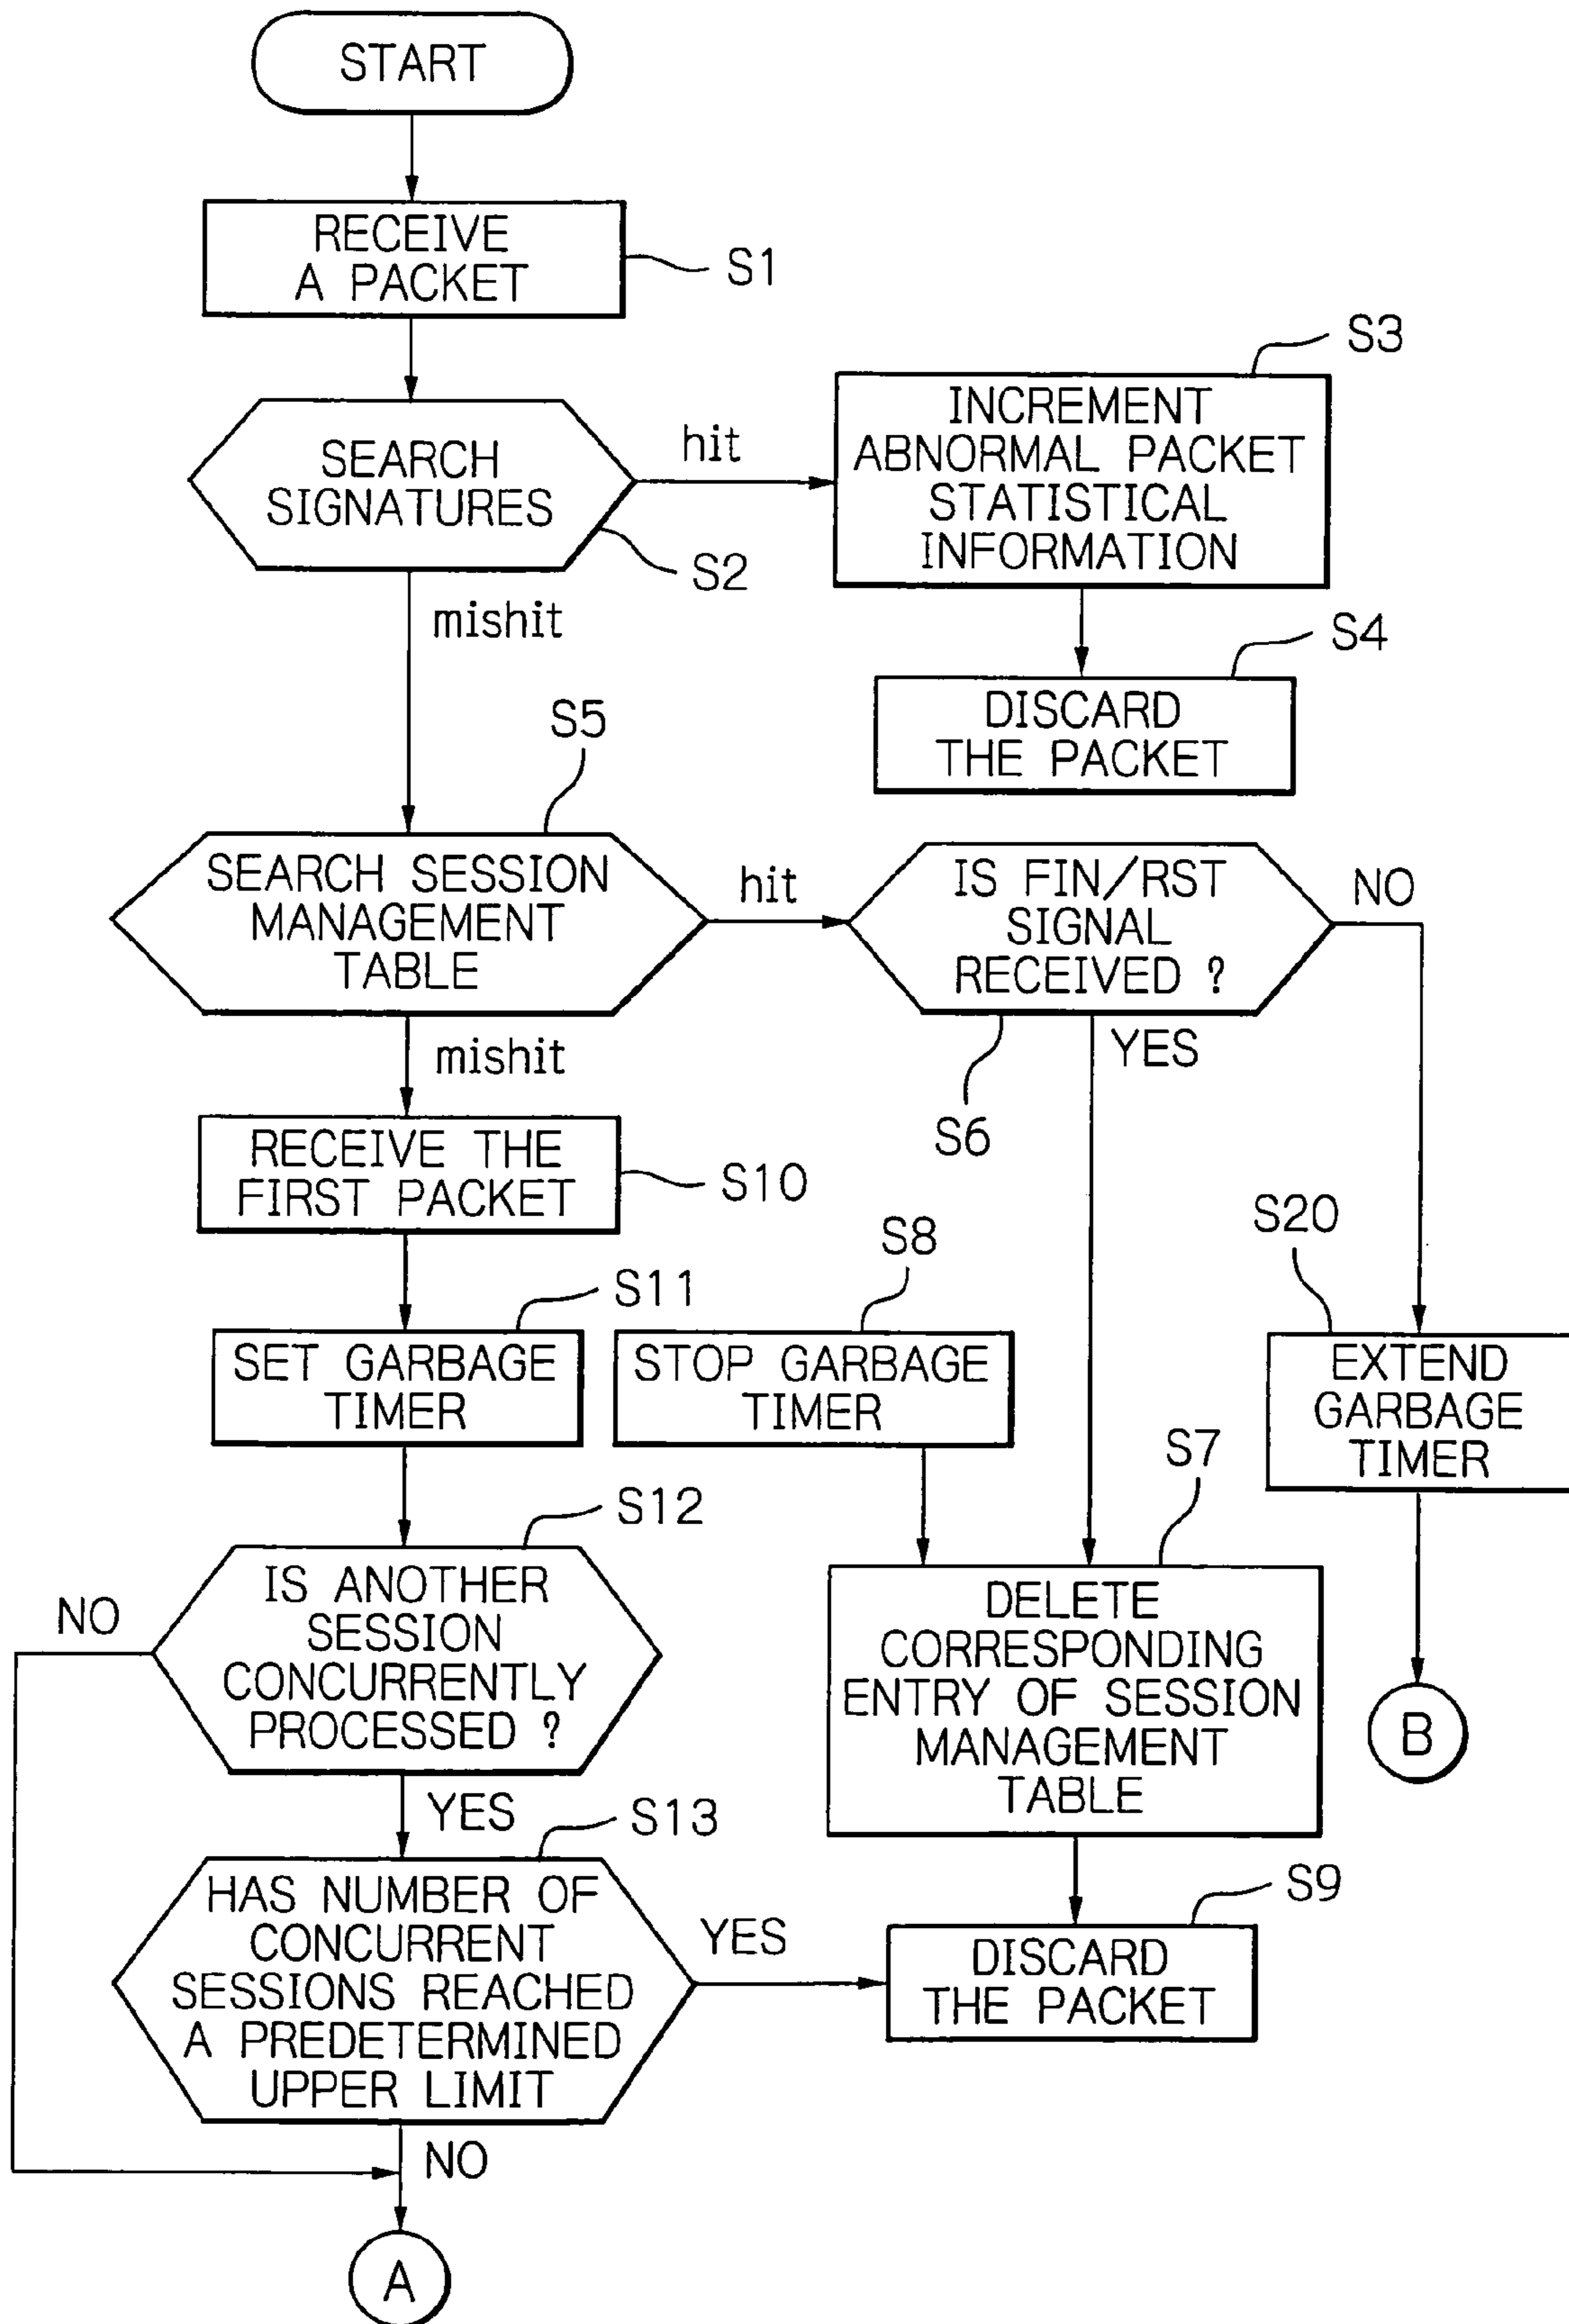 START
RECEIVE
A PACKET
S1
SEARCH
SIGNATURES
S2
hit
S3
INCREMENT
ABNORMAL PACKET
STATISTICAL
INFORMATION
S4
DISCARD
THE PACKET
mishit
S5
SEARCH SESSION
MANAGEMENT
TABLE
hit
IS FIN/RST
SIGNAL
RECEIVED ?
NO
S6
YES
mishit
RECEIVE THE
FIRST PACKET
S10
S11
SET GARBAGE
TIMER
S8
STOP GARBAGE
TIMER
S20
EXTEND
GARBAGE
TIMER
B
S12
IS ANOTHER
SESSION
CONCURRENTLY
PROCESSED ?
NO
YES
S7
DELETE
CORRESPONDING
ENTRY OF SESSION
MANAGEMENT
TABLE
S13
HAS NUMBER OF
CONCURRENT
SESSIONS REACHED
A PREDETERMINED
UPPER LIMIT
YES
S9
DISCARD
THE PACKET
NO
A